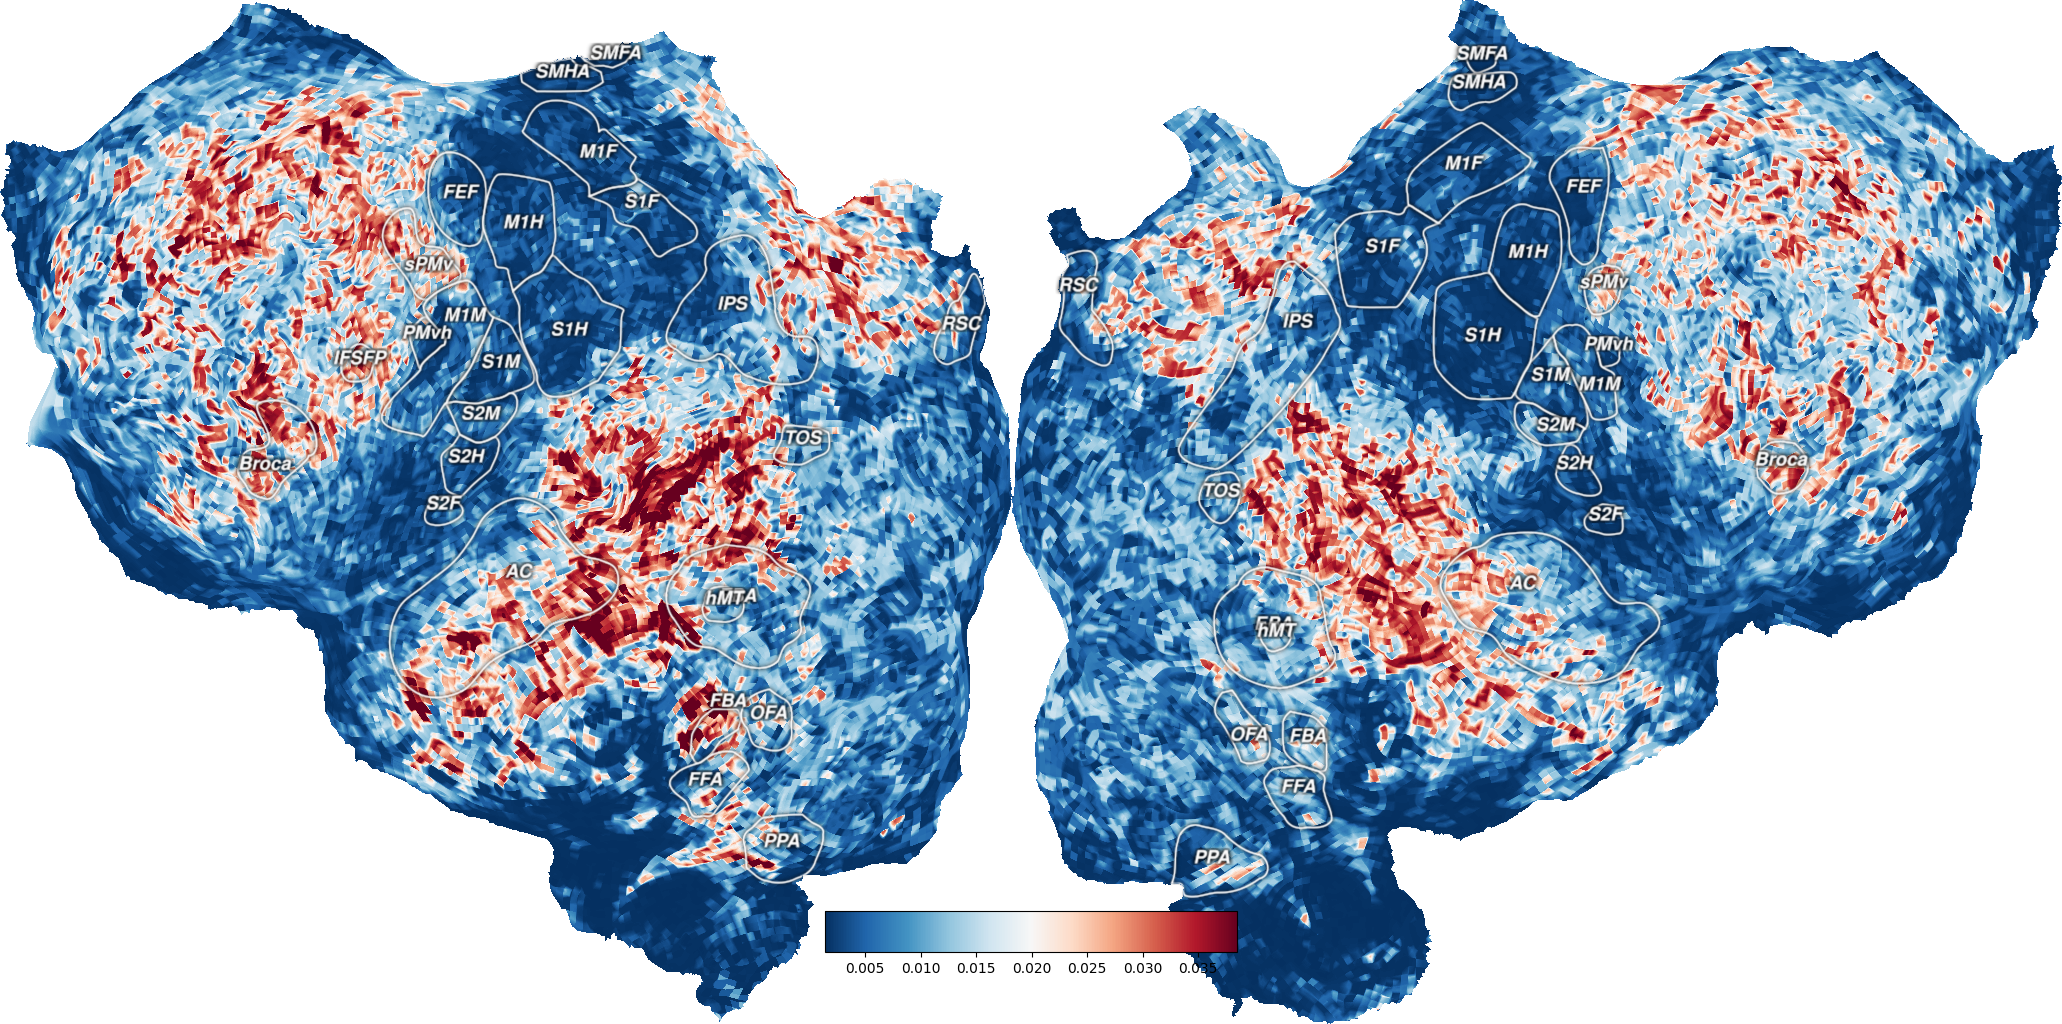 SMFA
SMHA
M1F
FEF
M1H
S1F
sPMv
IPS
M1M
PMvh
S1H
RSC
IFSFP
S1M
S2M
TOS
Broca
S2H
S2F
AC
hMT
FBA
OFA
FFA
PPA
SMFA
SMHA
M1F
FEF
S1F
M1H
RSC
sPMv
IPS
S1H
PMvh
S1M
M1M
S2M
Broca
S2H
TOS
S2F
AC
hMT
OFA
FBA
FFA
PPA
0.005 0.010 0.015 0.020 0.025 0.030 0.035